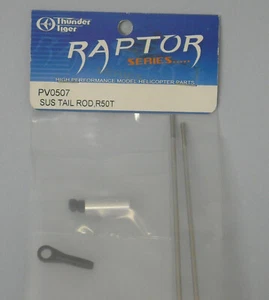 Thunder
Tiger
RAPTOR
SERIES
HIGH PERFORMANCE MODEL HELICOPTER PARTS
PV0507
SUS TAIL ROD,R50T